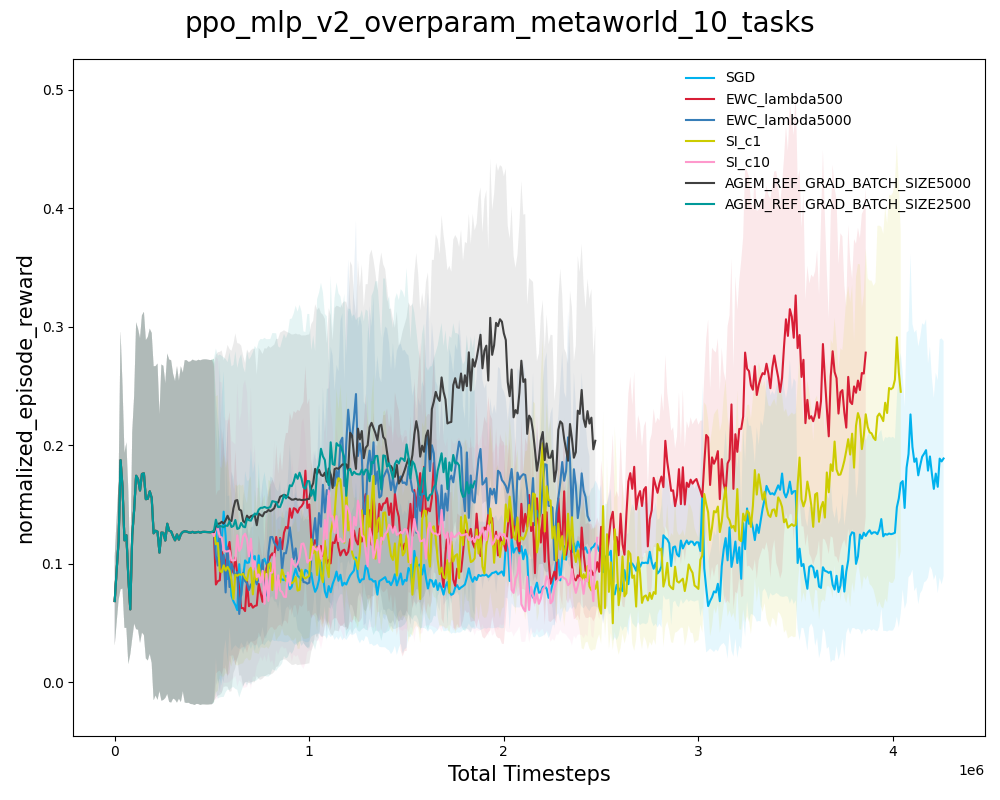 ppo_mlp_v2_overparam_metaworld_10_tasks
SGD
EWC_lambda500
EWC_lambda5000
SI_c1
SI_c10
AGEM_REF_GRAD_BATCH_SIZE5000
AGEM_REF_GRAD_BATCH_SIZE2500
normalized_episode_reward
0.5
0.4
0.3
0.2
0.1
0.0
0
1
2
3
4
1e6
Total Timesteps